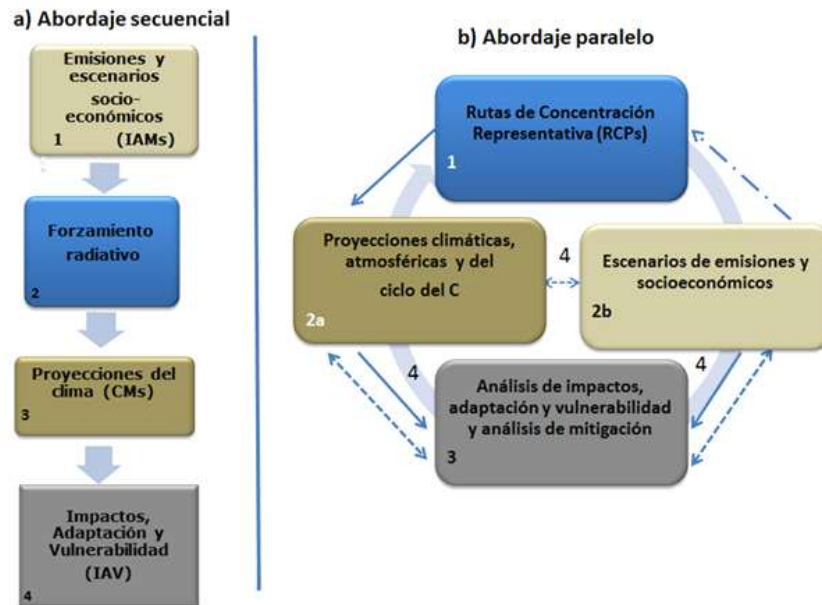 a) Abordaje secuencial
Emisiones y
escenarios
socio-
económicos
1 (IAMs)
Forzamiento
radiativo
2
Proyecciones del
clima (CMs)
3
Impactos,
Adaptación y
Vulnerabilidad
(IAV)
4
b) Abordaje paralelo
Rutas de Concentración
Representativa (RCPs)
1
Proyecciones climáticas,
atmosféricas y del
ciclo del C
2a
4
Escenarios de emisiones y
socioeconómicos
2b
4
4
Análisis de impactos,
adaptación y vulnerabilidad
y análisis de mitigación
3